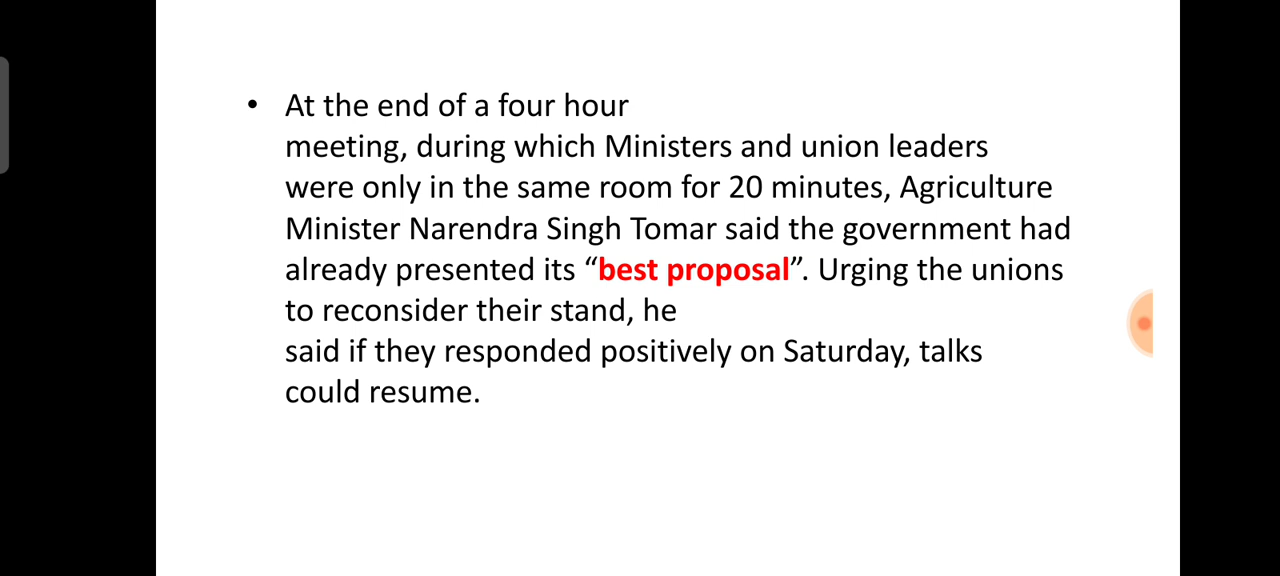 • At the end of a four hour
meeting, during which Ministers and union leaders
were only in the same room for 20 minutes, Agriculture
Minister Narendra Singh Tomar said the government had
already presented its “best proposal”. Urging the unions
to reconsider their stand, he
said if they responded positively on Saturday, talks
could resume.